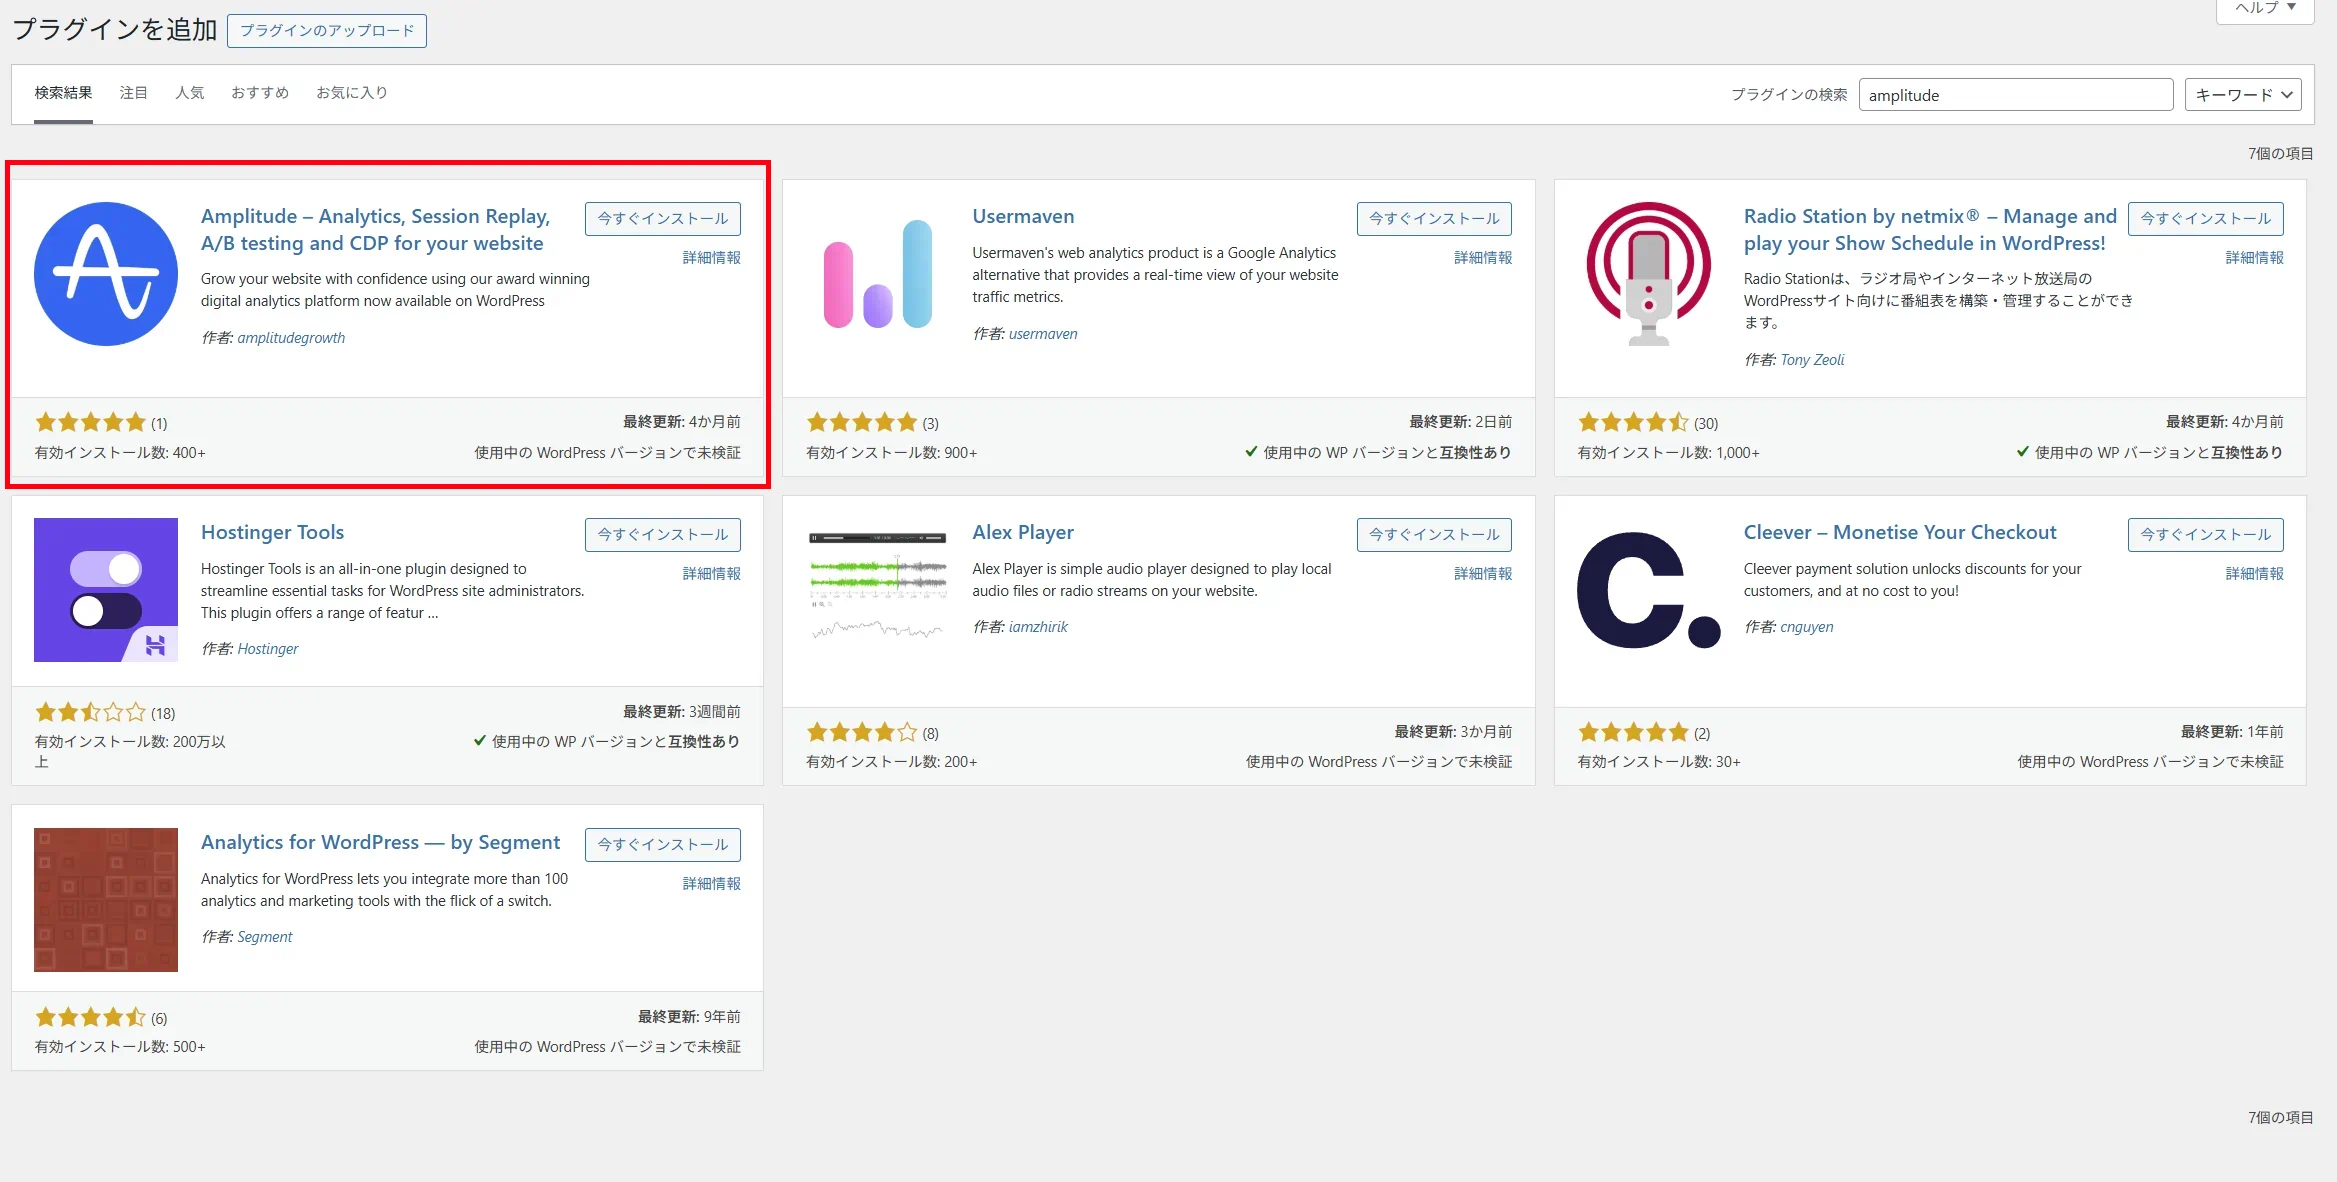 ヘルプ ▼
プラグインを追加
プラグインのアップロード
検索結果
注目
人気
おすすめ
お気に入り
プラグインの検索
amplitude
キーワード
7個の項目
Amplitude – Analytics, Session Replay,
A/B testing and CDP for your website
今すぐインストール
詳細情報
Grow your website with confidence using our award winning
digital analytics platform now available on WordPress
作者: amplitudegrowth
(1)
最終更新: 4か月前
有効インストール数: 400+
使用中の WordPress バージョンで未検証
Usermaven
今すぐインストール
詳細情報
Usermaven's web analytics product is a Google Analytics
alternative that provides a real-time view of your website
traffic metrics.
作者: usermaven
(3)
最終更新: 2日前
有効インストール数: 900+
使用中の WP バージョンと互換性あり
Radio Station by netmix® – Manage and
play your Show Schedule in WordPress!
今すぐインストール
詳細情報
Radio Stationは、ラジオ局やインターネット放送局の
WordPressサイト向けに番組表を構築・管理することができ
ます。
作者: Tony Zeoli
(30)
最終更新: 4か月前
有効インストール数: 1,000+
使用中の WP バージョンと互換性あり
Hostinger Tools
今すぐインストール
詳細情報
Hostinger Tools is an all-in-one plugin designed to
streamline essential tasks for WordPress site administrators.
This plugin offers a range of featur ...
作者: Hostinger
(18)
最終更新: 3週間前
有効インストール数: 200万以
上
使用中の WP バージョンと互換性あり
Alex Player
今すぐインストール
詳細情報
Alex Player is simple audio player designed to play local
audio files or radio streams on your website.
作者: iamzhirik
(8)
最終更新: 3か月前
有効インストール数: 200+
使用中の WordPress バージョンで未検証
c.
Cleever – Monetise Your Checkout
今すぐインストール
詳細情報
Cleever payment solution unlocks discounts for your
customers, and at no cost to you!
作者: cnguyen
(2)
最終更新: 1年前
有効インストール数: 30+
使用中の WordPress バージョンで未検証
Analytics for WordPress — by Segment
今すぐインストール
詳細情報
Analytics for WordPress lets you integrate more than 100
analytics and marketing tools with the flick of a switch.
作者: Segment
(6)
最終更新: 9年前
有効インストール数: 500+
使用中の WordPress バージョンで未検証
7個の項目